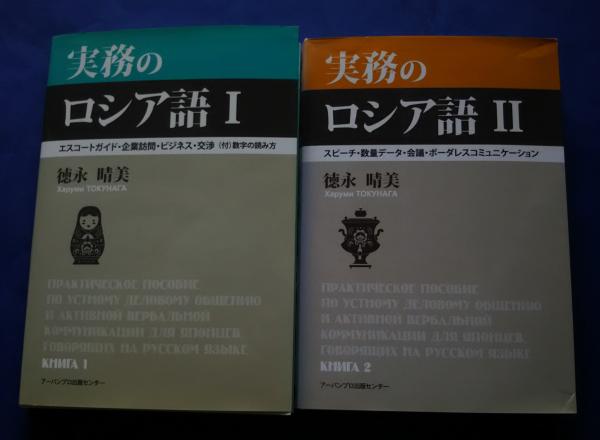 実務の
ロシア語 I
エスコートガイド・企業訪問・ビジネス・交渉 (付)数字の読み方
徳永 晴美
Харуми TOKUNAGA
ПРАКТИЧЕСКОЕ ПОСОБИЕ
ПО УСТНОМУ ДЕЛОВОМУ ОБЩЕНИЮ
И АКТИВНОЙ ВЕРБАЛЬНОЙ
КОММУНИКАЦИИ ДЛЯ ЯПОНЦЕВ,
ГОВОРЯЩИХ НА РУССКОМ ЯЗЫКЕ
КНИГА 1
アーバンプロ出版センター
実務の
ロシア語 II
スピーチ・数量データ・会議・ボーダレスコミュニケーション
徳永 晴美
Харуми TOKUNAGA
ПРАКТИЧЕСКОЕ ПОСОБИЕ
ПО УСТНОМУ ДЕЛОВОМУ ОБЩЕНИЮ
И АКТИВНОЙ ВЕРБАЛЬНОЙ
КОММУНИКАЦИИ ДЛЯ ЯПОНЦЕВ,
ГОВОРЯЩИХ НА РУССКОМ ЯЗЫКЕ
КНИГА 2
アーバンプロ出版センター